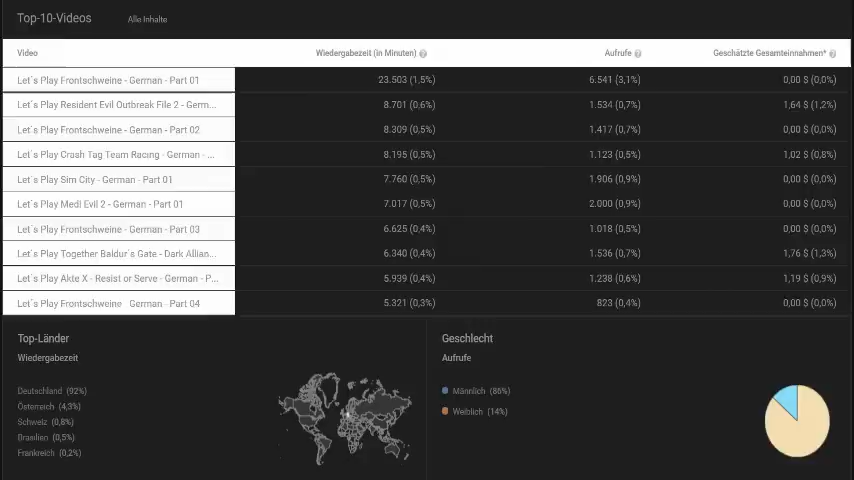 Top-10-Videos Alle Inhalte
Video Wiedergabezeit (in Minuten) ? Aufrufe ? Geschätzte Gesamteinnahmen* ?
Let´s Play Frontschweine - German - Part 01 23.503 (1,5%) 6.541 (3,1%) 0,00 $ (0,0%)
Let´s Play Resident Evil Outbreak File 2 - Germ... 8.701 (0,6%) 1.534 (0,7%) 1,64 $ (1,2%)
Let´s Play Frontschweine - German - Part 02 8.309 (0,5%) 1.417 (0,7%) 0,00 $ (0,0%)
Let´s Play Crash Tag Team Racing - German - ... 8.195 (0,5%) 1.123 (0,5%) 1,02 $ (0,8%)
Let´s Play Sim City - German - Part 01 7.760 (0,5%) 1.906 (0,9%) 0,00 $ (0,0%)
Let´s Play Medi Evil 2 - German - Part 01 7.017 (0,5%) 2.000 (0,9%) 0,00 $ (0,0%)
Let´s Play Frontschweine - German - Part 03 6.625 (0,4%) 1.018 (0,5%) 0,00 $ (0,0%)
Let´s Play Together Baldur´s Gate - Dark Allian... 6.340 (0,4%) 1.536 (0,7%) 1,76 $ (1,3%)
Let´s Play Akte X - Resist or Serve - German - P... 5.939 (0,4%) 1.238 (0,6%) 1,19 $ (0,9%)
Let´s Play Frontschweine German - Part 04 5.321 (0,3%) 823 (0,4%) 0,00 $ (0,0%)
Top-Länder
Wiedergabezeit
Deutschland (92%)
Österreich (4,3%)
Schweiz (0,8%)
Brasilien (0,5%)
Frankreich (0,2%)
Geschlecht
Aufrufe
Männlich (86%)
Weiblich (14%)